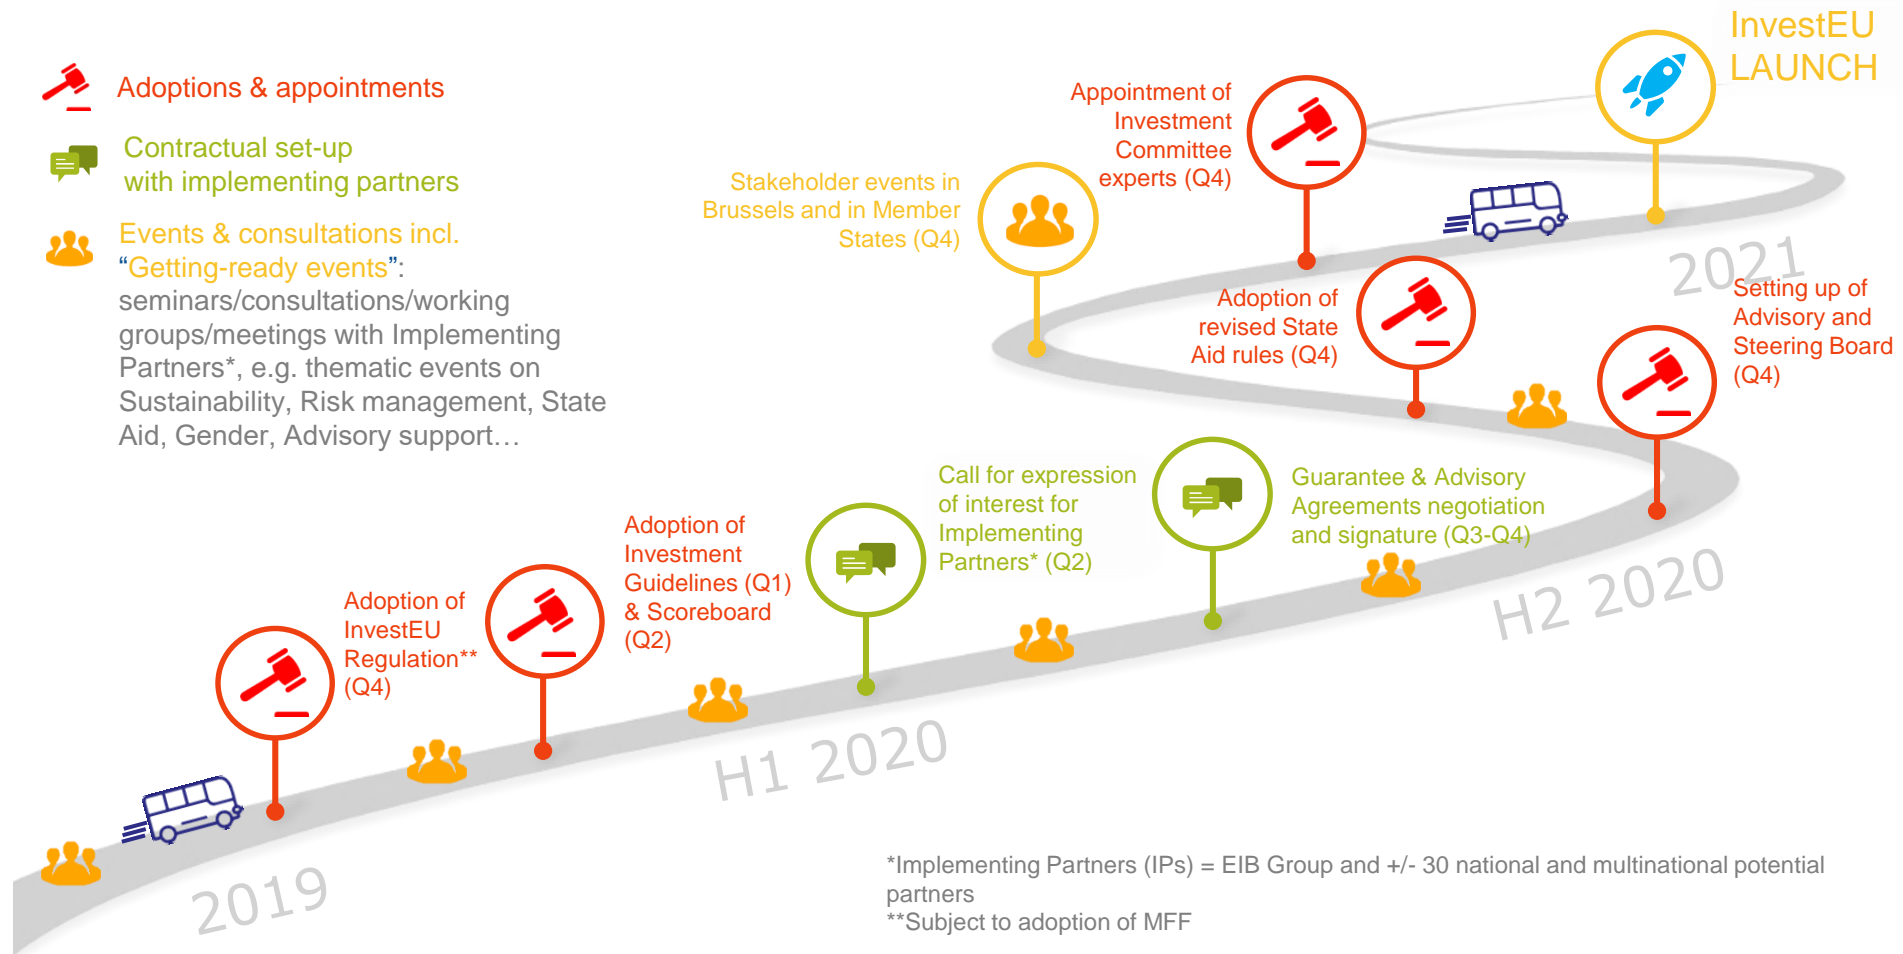 Adoptions & appointments
Contractual set-up
with implementing partners
Events & consultations incl.
“Getting-ready events”:
seminars/consultations/working
groups/meetings with Implementing
Partners*, e.g. thematic events on
Sustainability, Risk management, State
Aid, Gender, Advisory support…
Adoption of
InvestEU
Regulation**
(Q4)
Adoption of
Investment
Guidelines (Q1)
& Scoreboard
(Q2)
Call for expression
of interest for
Implementing
Partners* (Q2)
Guarantee & Advisory
Agreements negotiation
and signature (Q3-Q4)
Setting up of
Advisory and
Steering Board
(Q4)
Adoption of
revised State
Aid rules (Q4)
Stakeholder events in
Brussels and in Member
States (Q4)
Appointment of
Investment
Committee
experts (Q4)
InvestEU
LAUNCH
2019
H1 2020
H2 2020
2021
*Implementing Partners (IPs) = EIB Group and +/- 30 national and multinational potential
partners
**Subject to adoption of MFF